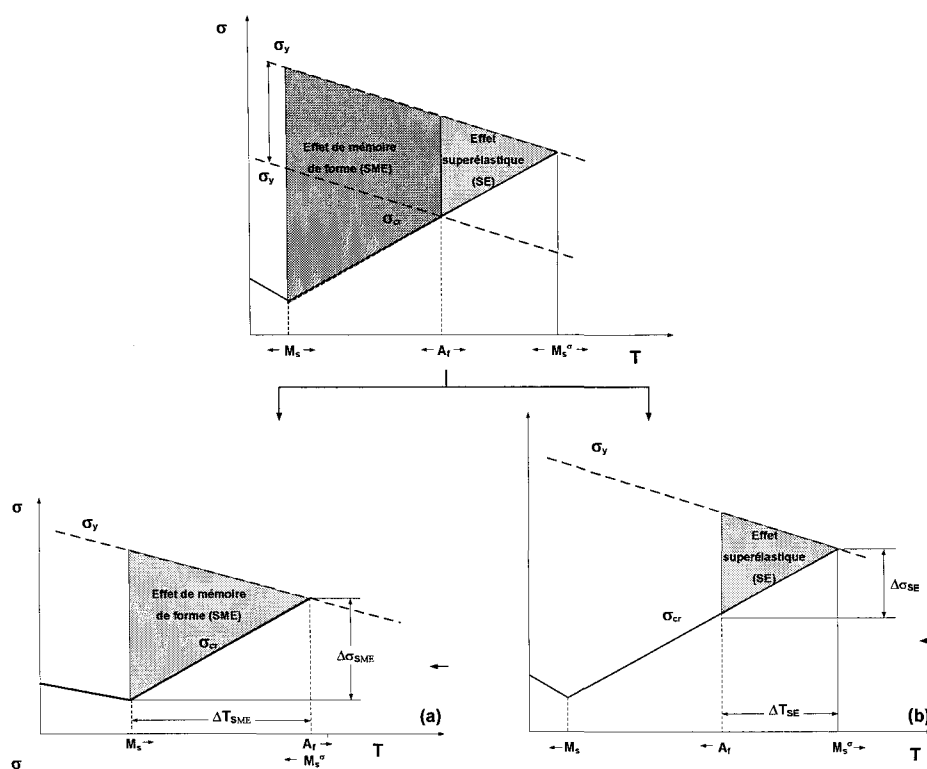 σ
σy
Effet de mémoire
de forme (SME)
Effet
superélastique
(SE)
σy
σcr
Ms
Af
Msσ
T
σ
σy
Effet de mémoire
de forme (SME)
σcr
ΔσSME
ΔTSME
(a)
Ms
Af
Msσ
T
σ
σy
Effet
superélastique
(SE)
ΔσSE
σcr
ΔTSE
(b)
Ms
Af
Msσ
T